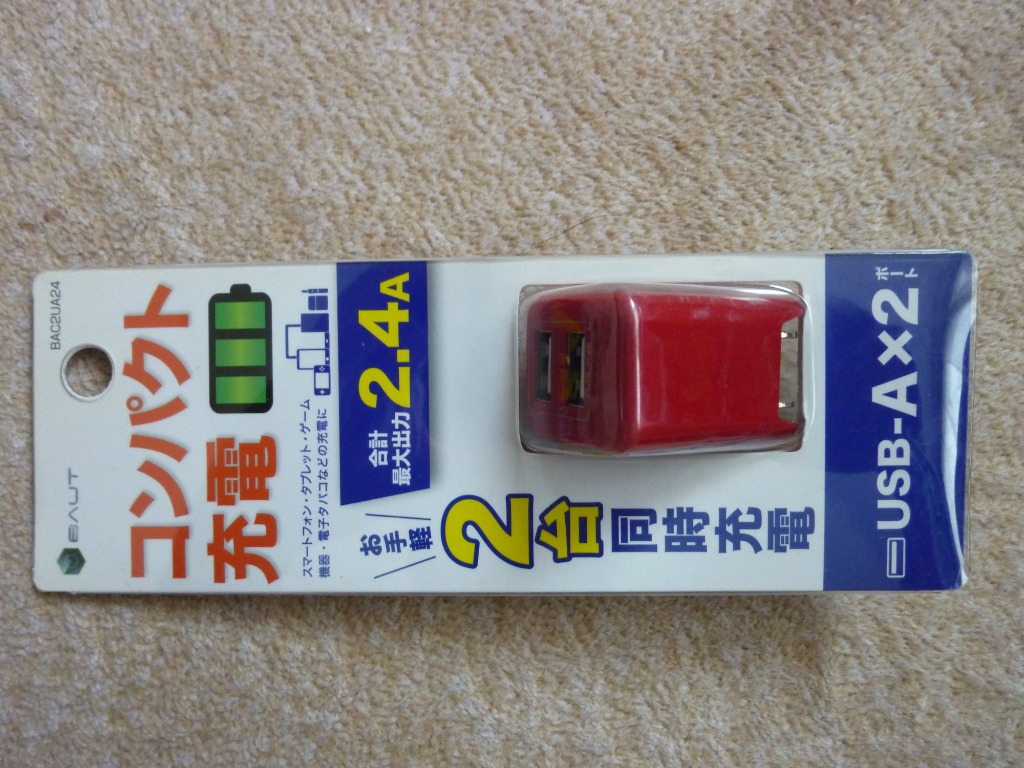 BAUT
BAC2UA24
コンパクト
充電
スマートフォン・タブレット・ゲーム
機器・電子タバコなどの充電に
合計
最大出力 2.4A
お手軽
2台
同時充電
USB-A×2ポート